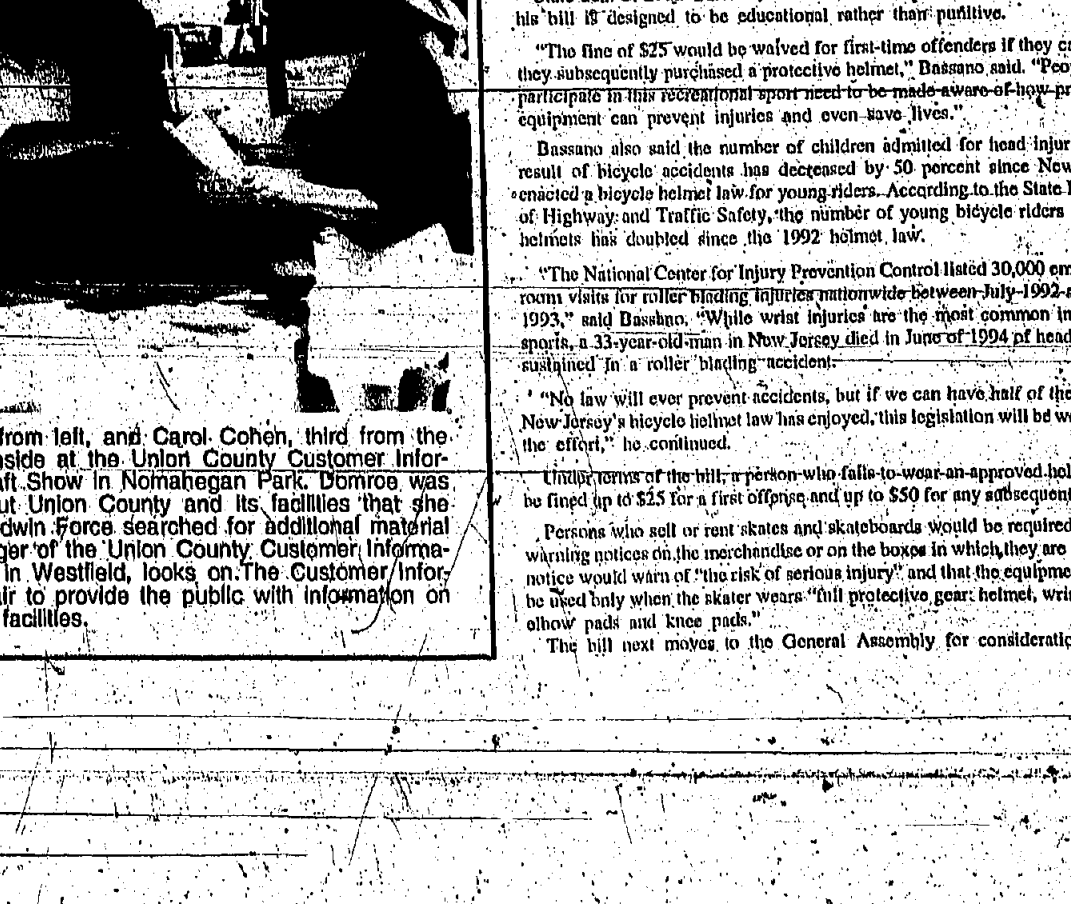 from left, and Carol Cohen, third from the
nside at the Union County Customer Infor-
aft Show in Nomahegan Park. Domroe was
ut Union County and its facilities that she
dwin Force searched for additional material
ger of the Union County Customer Informa-
in Westfield, looks on. The Customer Infor-
ir to provide the public with information on
facilities.
his bill is designed to be educational rather than punitive.
"The fine of $25 would be waived for first-time offenders if they c
they subsequently purchased a protective helmet," Bassano said. "Peo
participate in this recreational sport need to be made aware of how pr
equipment can prevent injuries and even save lives."
Bassano also said the number of children admitted for head injur
result of bicycle accidents has decreased by 50 percent since New
enacted a bicycle helmet law for young riders. According to the State
of Highway and Traffic Safety, the number of young bicycle riders
helmets has doubled since the 1992 helmet law.
"The National Center for Injury Prevention Control listed 30,000 em
room visits for roller blading injuries nationwide between July 1992
1993," said Bassano. "While wrist injuries are the most common in
sports, a 33-year-old man in New Jersey died in June of 1994 of head
sustained in a roller blading accident.
"No law will ever prevent accidents, but if we can have half of the
New Jersey's bicycle helmet law has enjoyed, this legislation will be w
the effort," he continued.
Under terms of the bill, a person who fails to wear an approved hel
be fined up to $25 for a first offense and up to $50 for any subsequent
Persons who sell or rent skates and skateboards would be required
warning notices on the merchandise or on the boxes in which they are
notice would warn of "the risk of serious injury" and that the equipme
be used only when the skater wears "full protective gear: helmet, wri
elbow pads and knee pads."
The bill next moves to the General Assembly for consideratio